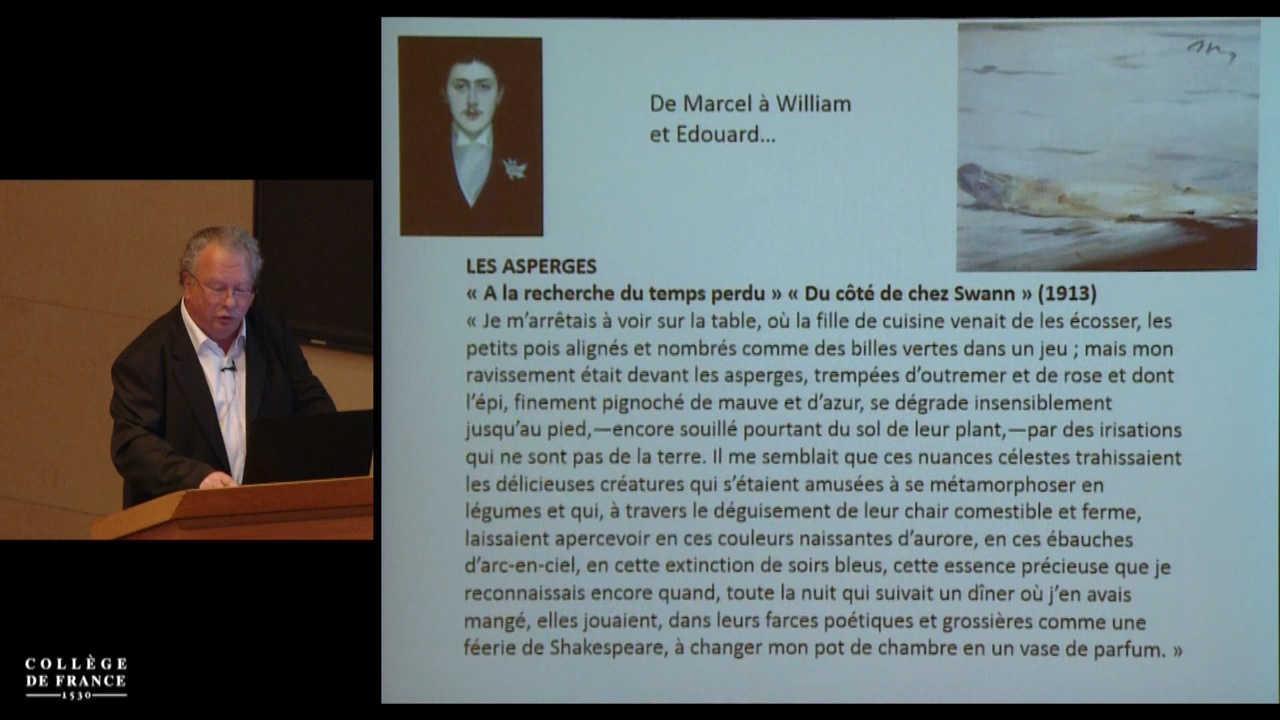 De Marcel à William
et Edouard...
LES ASPERGES
« A la recherche du temps perdu » « Du côté de chez Swann » (1913)
« Je m’arrêtais à voir sur la table, où la fille de cuisine venait de les écosser, les
petits pois alignés et nombrés comme des billes vertes dans un jeu ; mais mon
ravissement était devant les asperges, trempées d’outremer et de rose et dont
l’épi, finement pignoché de mauve et d’azur, se dégrade insensiblement
jusqu’au pied,—encore souillé pourtant du sol de leur plant,—par des irisations
qui ne sont pas de la terre. Il me semblait que ces nuances célestes trahissaient
les délicieuses créatures qui s’étaient amusées à se métamorphoser en
légumes et qui, à travers le déguisement de leur chair comestible et ferme,
laissaient apercevoir en ces couleurs naissantes d’aurore, en ces ébauches
d’arc-en-ciel, en cette extinction de soirs bleus, cette essence précieuse que je
reconnaissais encore quand, toute la nuit qui suivait un dîner où j’en avais
mangé, elles jouaient, dans leurs farces poétiques et grossières comme une
féerie de Shakespeare, à changer mon pot de chambre en un vase de parfum. »
COLLÈGE
DE FRANCE
1530